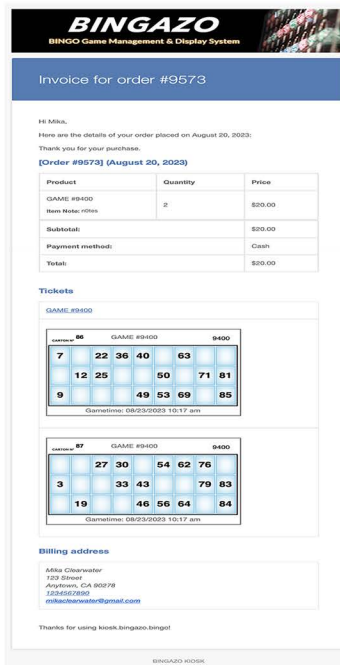 BINGAZO
BINGO Game Management & Display System
Invoice for order #9573
Hi Mika,
Here are the details of your order placed on August 20, 2023:
Thank you for your purchase.
[Order #9573] (August 20, 2023)
Product Quantity Price
GAME #9400
Item Note: n0tes
2 $20.00
Subtotal: $20.00
Payment method: Cash
Total: $20.00
Tickets
GAME #9400
CARTON Nº 86 GAME #9400 9400
7 22 36 40 63
12 25 50 71 81
9 49 53 69 85
Gametime: 08/23/2023 10:17 am
CARTON Nº 87 GAME #9400 9400
27 30 54 62 76
3 33 43 79 83
19 46 56 64 84
Gametime: 08/23/2023 10:17 am
Billing address
Mika Clearwater
123 Street
Anytown, CA 90278
1234567890
mikaclearwater@gmail.com
Thanks for using kiosk.bingazo.bingo!
BINGAZO KIOSK